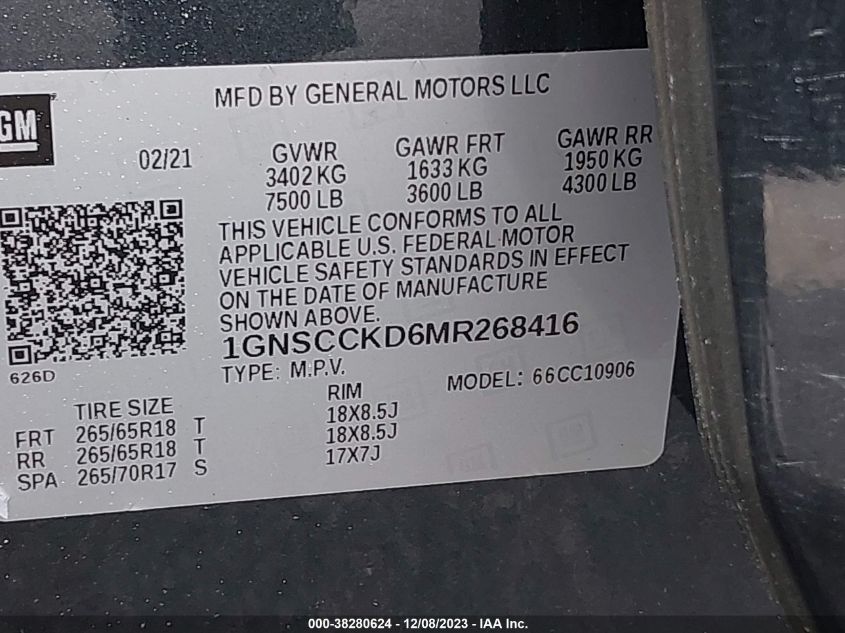 GM
MFD BY GENERAL MOTORS LLC
02/21
GVWR
3402 KG
7500 LB
GAWR FRT
1633 KG
3600 LB
GAWR RR
1950 KG
4300 LB
THIS VEHICLE CONFORMS TO ALL
APPLICABLE U.S. FEDERAL MOTOR
VEHICLE SAFETY STANDARDS IN EFFECT
ON THE DATE OF MANUFACTURE
SHOWN ABOVE.
1GNSCCKD6MR268416
626D
TYPE: M.P.V.
MODEL: 66CC10906
TIRE SIZE RIM
FRT 265/65R18 T 18X8.5J
RR 265/65R18 T 18X8.5J
SPA 265/70R17 S 17X7J
000-38280624 - 12/08/2023 - IAA Inc.